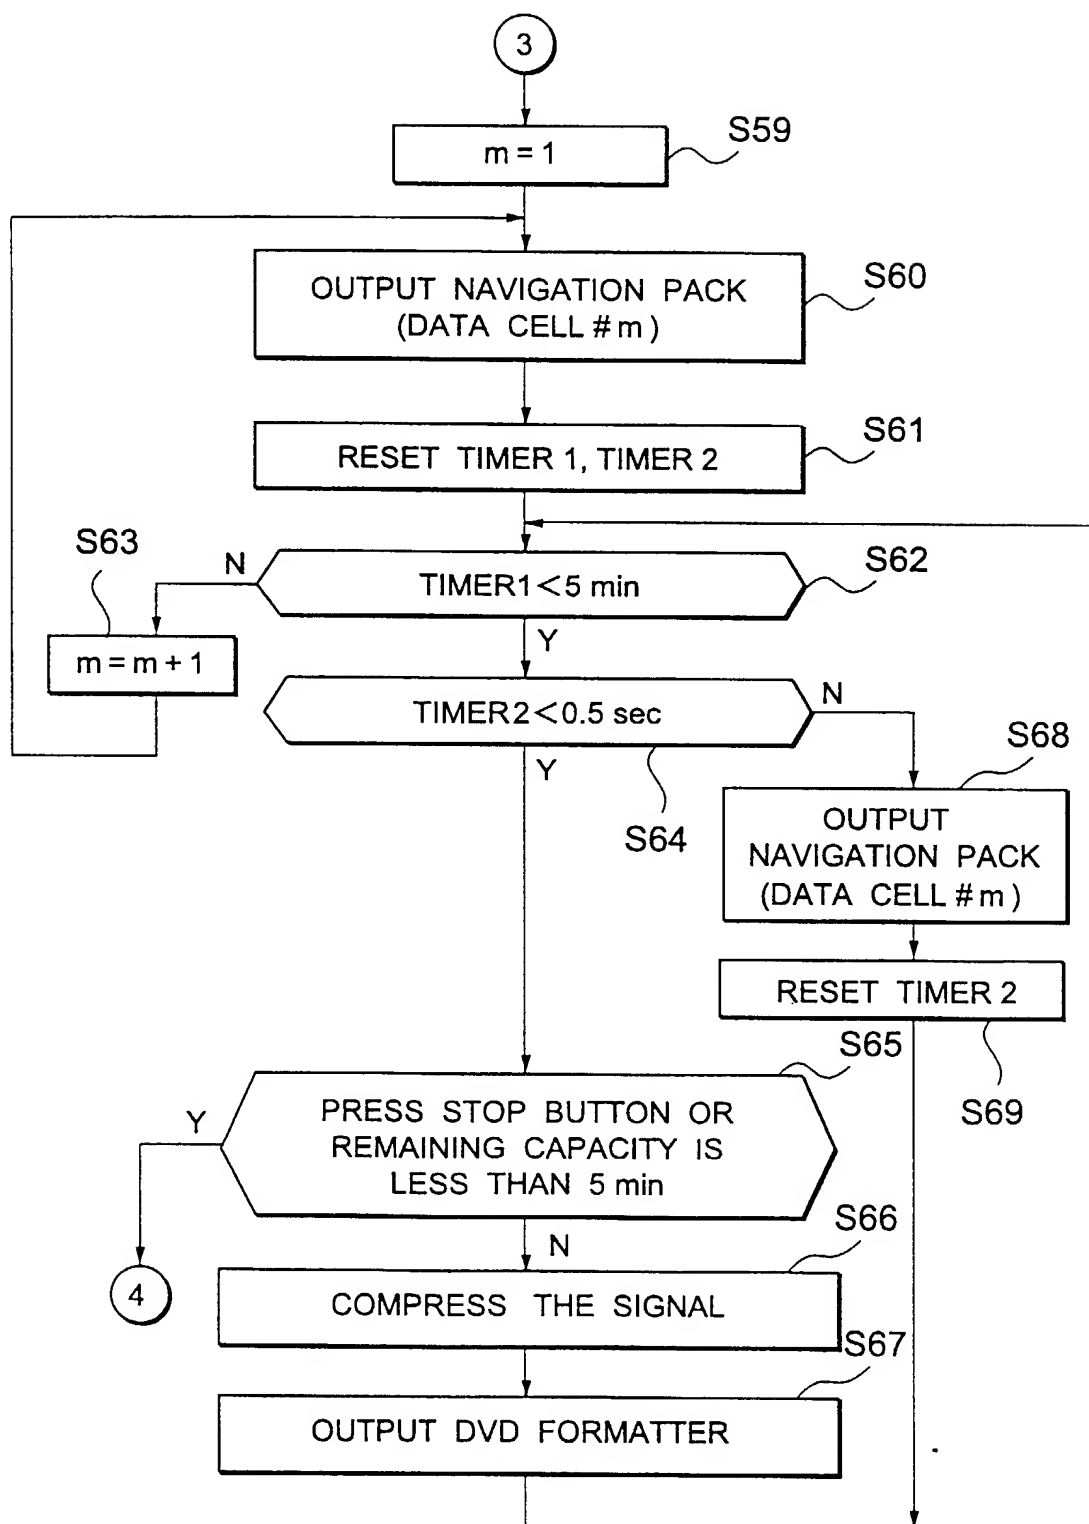 3
S59
m = 1
OUTPUT NAVIGATION PACK
(DATA CELL # m)
S60
RESET TIMER 1, TIMER 2
S61
S63
N
TIMER1<5 min
S62
m = m + 1
Y
TIMER2<0.5 sec
N
Y
S64
S68
OUTPUT
NAVIGATION PACK
(DATA CELL # m)
RESET TIMER 2
S69
S65
Y
PRESS STOP BUTTON OR
REMAINING CAPACITY IS
LESS THAN 5 min
N
4
S66
COMPRESS THE SIGNAL
S67
OUTPUT DVD FORMATTER